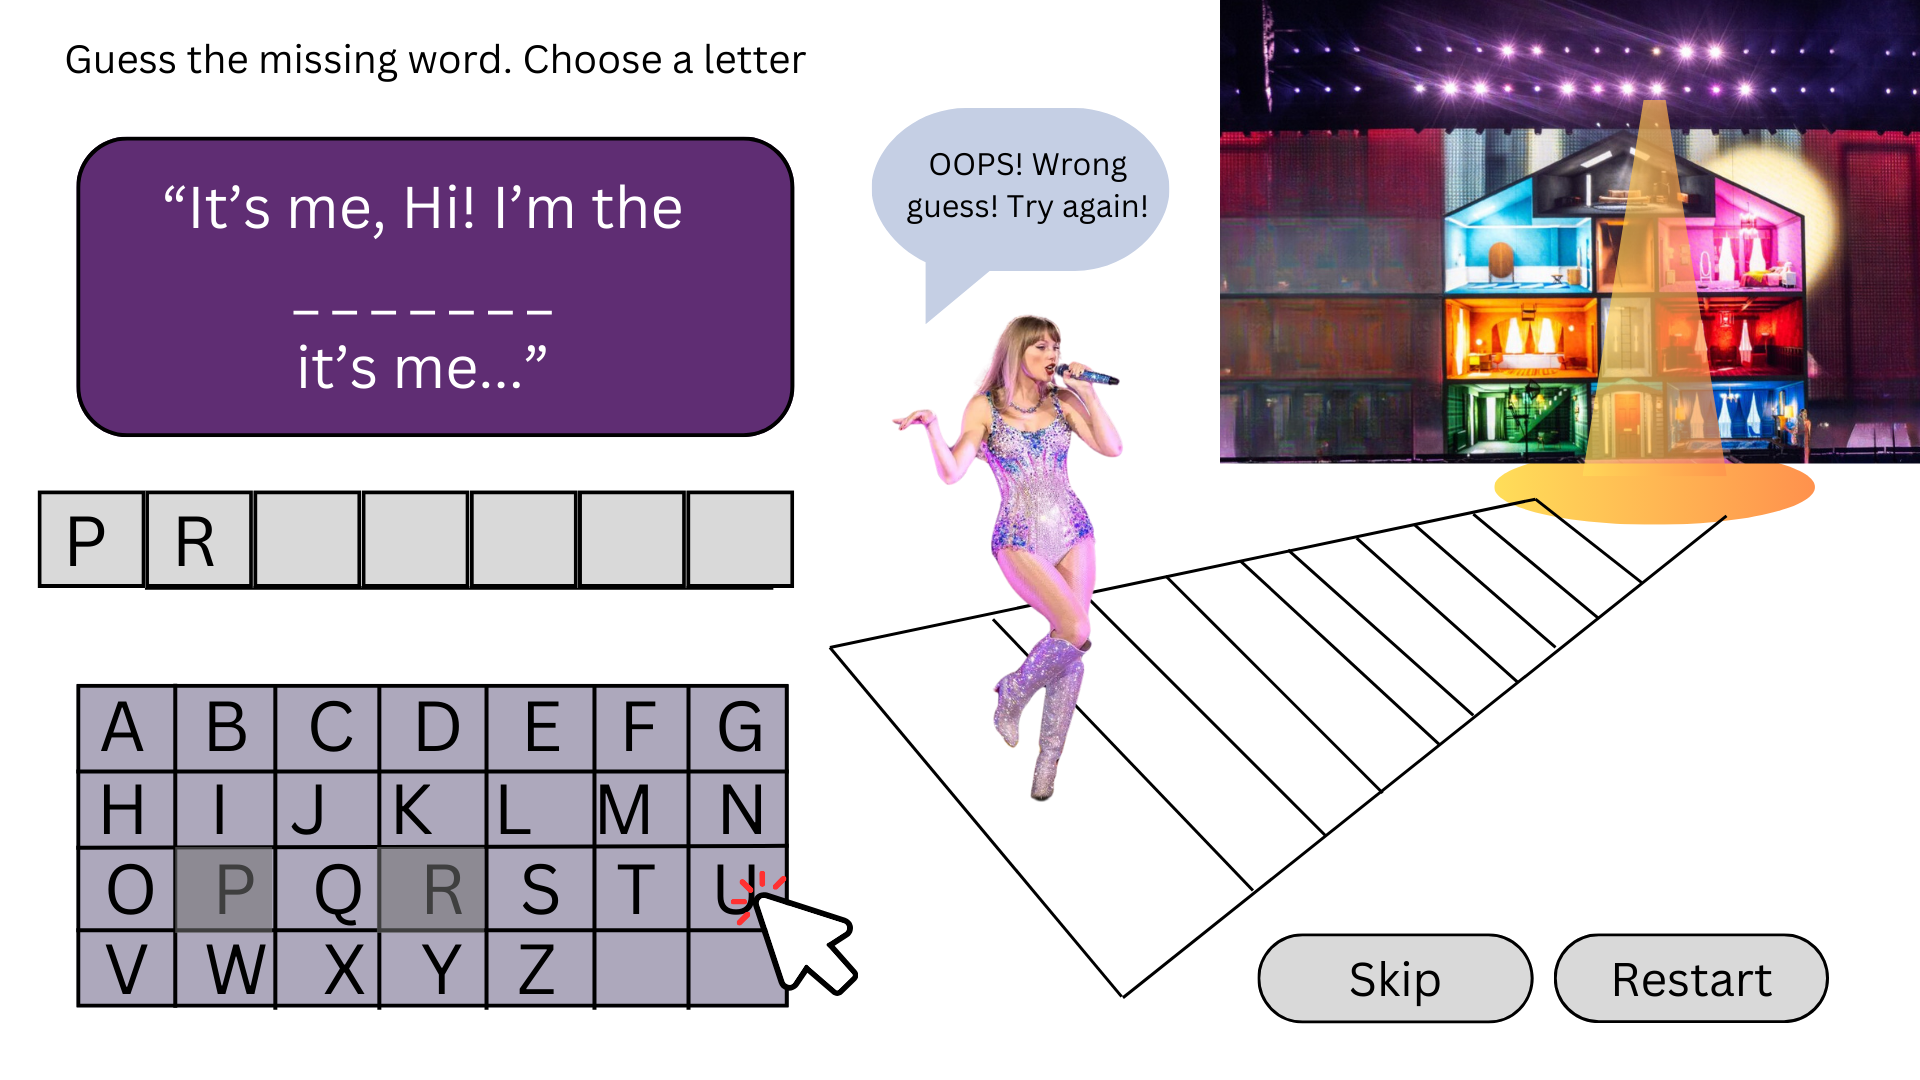 Guess the missing word. Choose a letter
“It’s me, Hi! I’m the
_ _ _ _ _ _ _
it’s me...”
OOPS! Wrong
guess! Try again!
P R
A B C D E F G
H I J K L M N
O P Q R S T U
V W X Y Z
Skip Restart